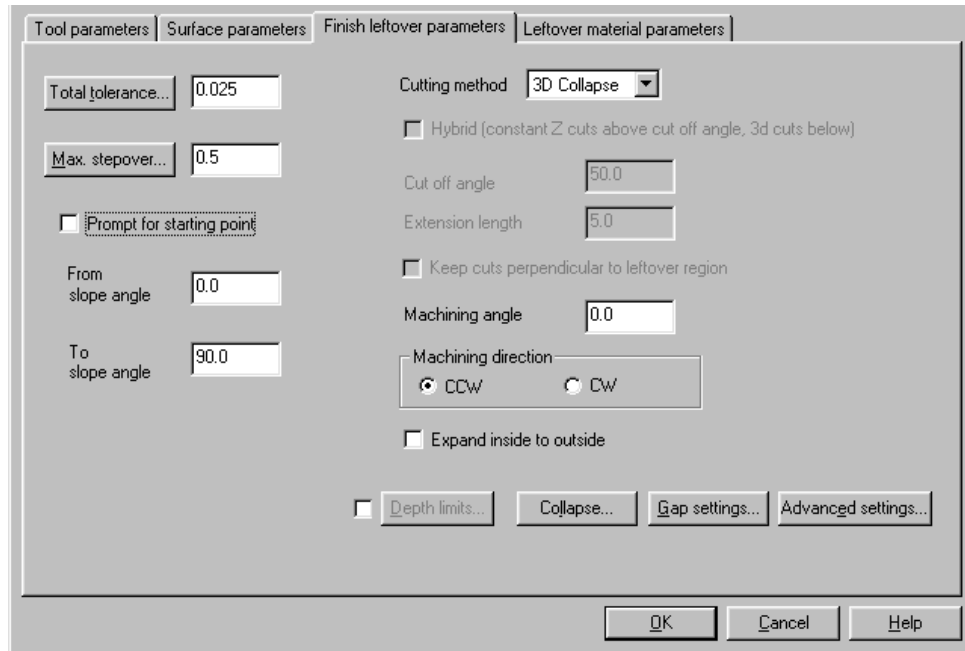 Tool parameters
Surface parameters
Finish leftover parameters
Leftover material parameters
Total tolerance...
0.025
Max. stepover...
0.5
Prompt for starting point
From
slope angle
0.0
To
slope angle
90.0
Cutting method
3D Collapse
Hybrid (constant Z cuts above cut off angle, 3d cuts below)
Cut off angle
50.0
Extension length
5.0
Keep cuts perpendicular to leftover region
Machining angle
0.0
Machining direction
CCW
CW
Expand inside to outside
Depth limits...
Collapse...
Gap settings...
Advanced settings...
OK
Cancel
Help